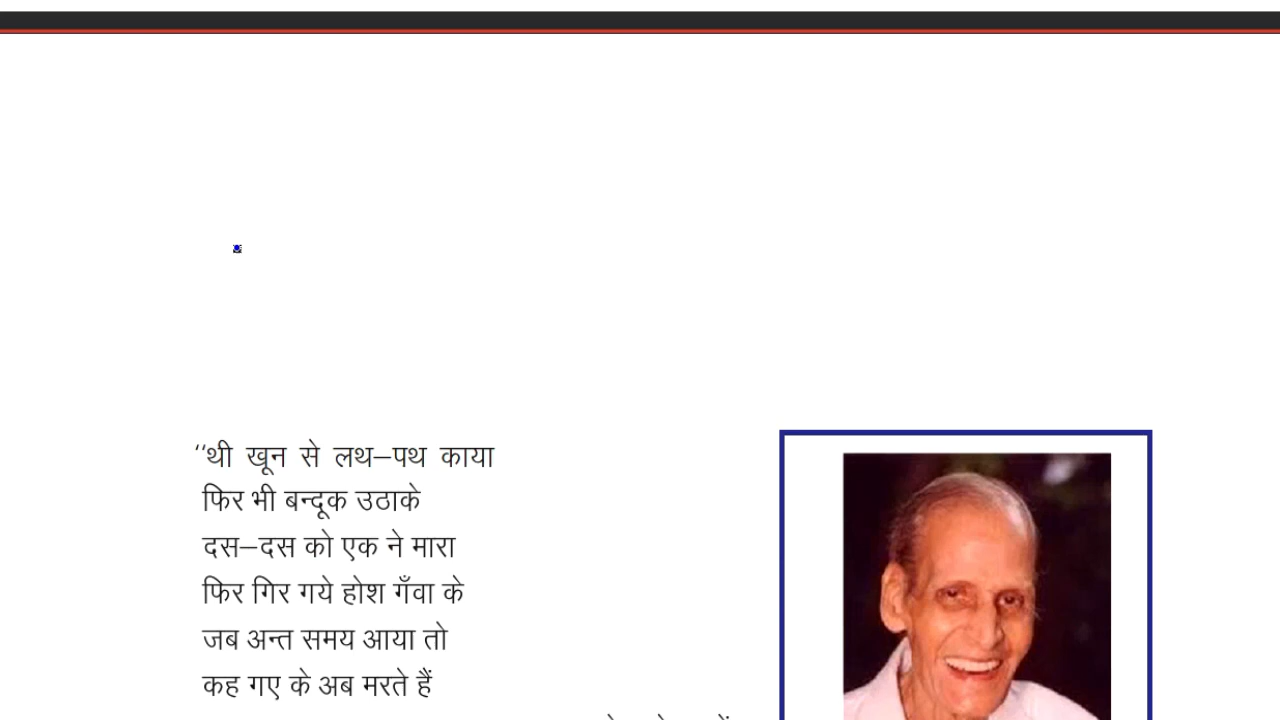 ‘‘थी खून से लथ–पथ काया
फिर भी बन्दूक उठाके
दस–दस को एक ने मारा
फिर गिर गये होश गँवा के
जब अन्त समय आया तो
कह गए के अब मरते हैं